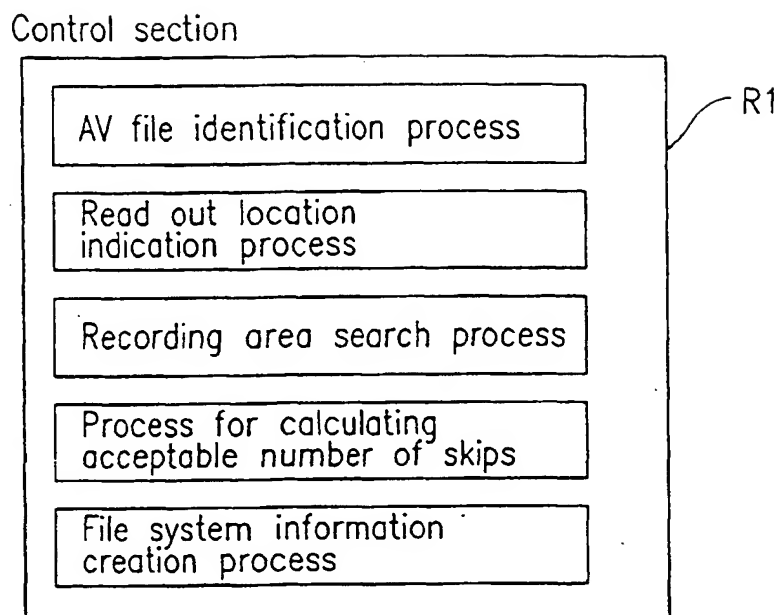 Control section
R1
AV file identification process
Read out location
indication process
Recording area search process
Process for calculating
acceptable number of skips
File system information
creation process